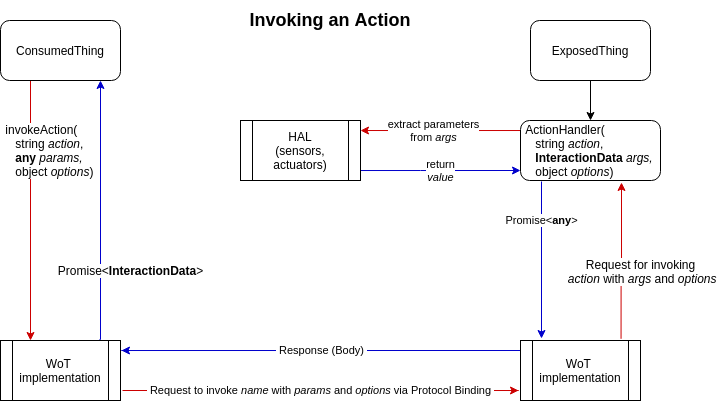 Invoking an Action
ConsumedThing
ExposedThing
invokeAction(
string action,
any params,
object options)
HAL
(sensors,
actuators)
extract parameters
from args
return
value
ActionHandler(
string action,
InteractionData args,
object options)
Promise<any>
Promise<InteractionData>
Request for invoking
action with args and options
WoT
implementation
Response (Body)
WoT
implementation
Request to invoke name with params and options via Protocol Binding